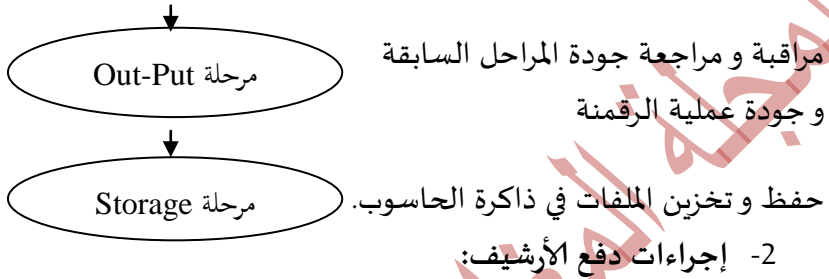 مراقبة و مراجعة جودة المراحل السابقة
مرحلة Out-Put
و جودة عملية الرقمنة
حفظ و تخزين الملفات في ذاكرة الحاسوب.
مرحلة Storage
2- إجراءات دفع الأرشيف: